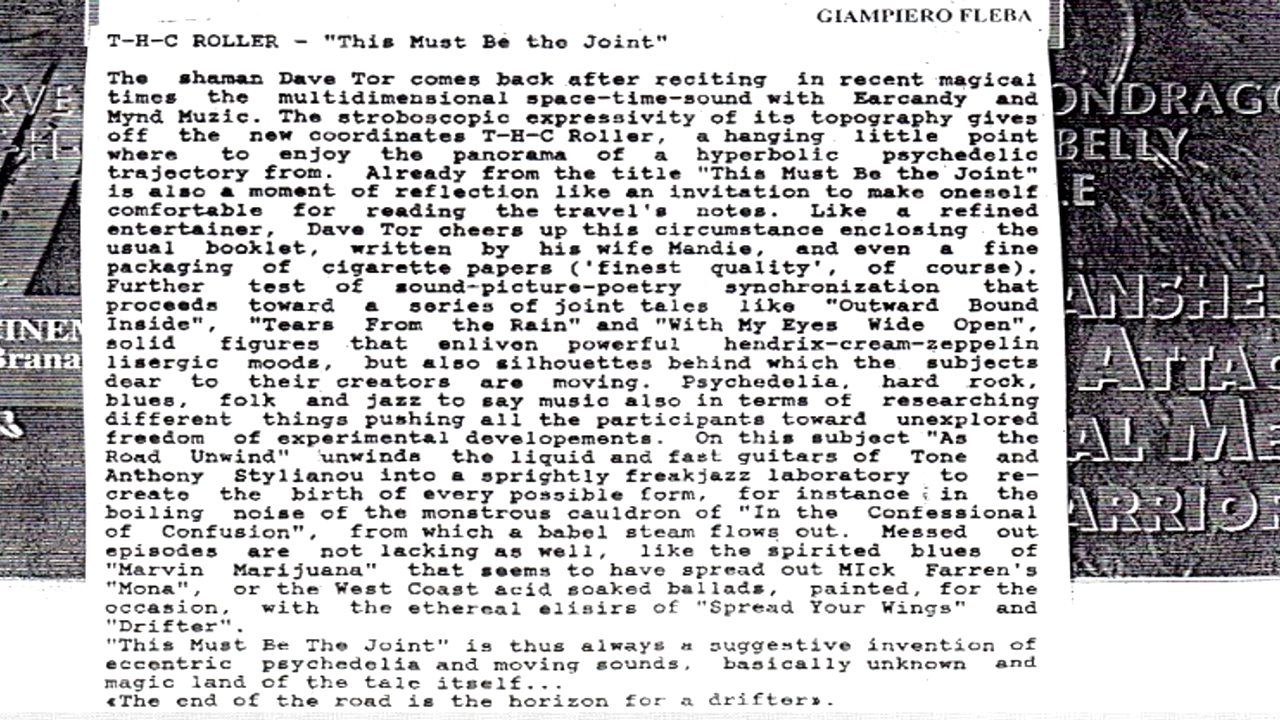 GIAMPIERO FLEBA
T-H-C ROLLER - "This Must Be the Joint"
The shaman Dave Tor comes back after reciting in recent magical
times the multidimensional space-time-sound with Earcandy and
Mynd Muzic. The stroboscopic expressivity of its topography gives
off the new coordinates T-H-C Roller, a hanging little point
where to enjoy the panorama of a hyperbolic psychedelic
trajectory from. Already from the title "This Must Be the Joint"
is also a moment of reflection like an invitation to make oneself
comfortable for reading the travel's notes. Like a refined
entertainer, Dave Tor cheers up this circumstance enclosing the
usual booklet, written by his wife Mandie, and even a fine
packaging of cigarette papers ('finest quality', of course).
Further test of sound-picture-poetry synchronization that
proceeds toward a series of joint tales like "Outward Bound
Inside", "Tears From the Rain" and "With My Eyes Wide Open",
solid figures that enliven powerful hendrix-cream-zeppelin
lisergic moods, but also silhouettes behind which the subjects
dear to their creators are moving. Psychedelia, hard rock,
blues, folk and jazz to say music also in terms of researching
different things pushing all the participants toward unexplored
freedom of experimental developements. On this subject "As the
Road Unwind" unwinds the liquid and fast guitars of Tone and
Anthony Stylianou into a sprightly freakjazz laboratory to re-
create the birth of every possible form, for instance in the
boiling noise of the monstrous cauldron of "In the Confessional
of Confusion", from which a babel steam flows out. Messed out
episodes are not lacking as well, like the spirited blues of
"Marvin Marijuana" that seems to have spread out MIck Farren's
"Mona", or the West Coast acid soaked ballads, painted, for the
occasion, with the ethereal elisirs of "Spread Your Wings" and
"Drifter".
"This Must Be The Joint" is thus always a suggestive invention of
eccentric psychedelia and moving sounds, basically unknown and
magic land of the tale itself...
«The end of the road is the horizon for a drifter».
RVE
INEM
Grana
ONDRAGO
BELLY
LE
ANSHE
ATTAC
AL ME
ARRIO